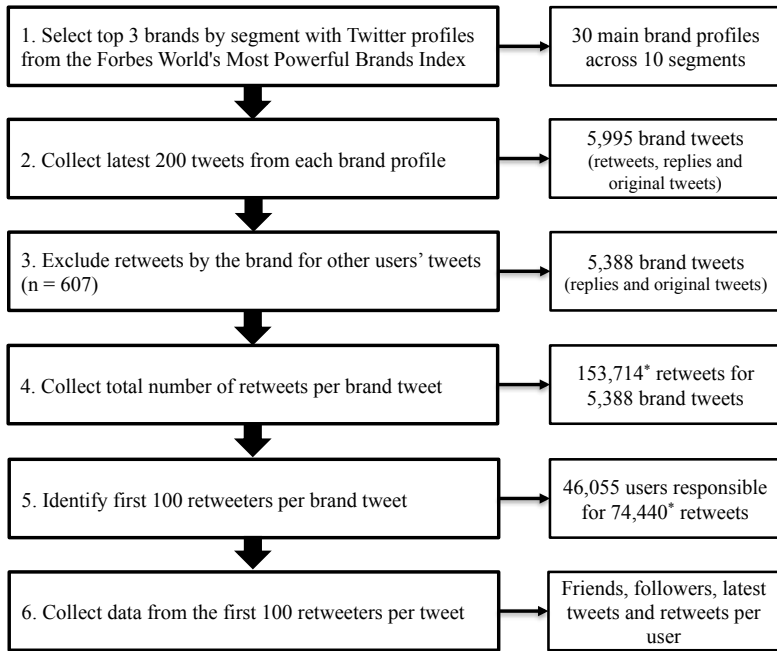 1. Select top 3 brands by segment with Twitter profiles
from the Forbes World's Most Powerful Brands Index
30 main brand profiles
across 10 segments
2. Collect latest 200 tweets from each brand profile
5,995 brand tweets
(retweets, replies and
original tweets)
3. Exclude retweets by the brand for other users’ tweets
(n = 607)
5,388 brand tweets
(replies and original tweets)
4. Collect total number of retweets per brand tweet
153,714* retweets for
5,388 brand tweets
5. Identify first 100 retweeters per brand tweet
46,055 users responsible
for 74,440* retweets
6. Collect data from the first 100 retweeters per tweet
Friends, followers, latest
tweets and retweets per
user